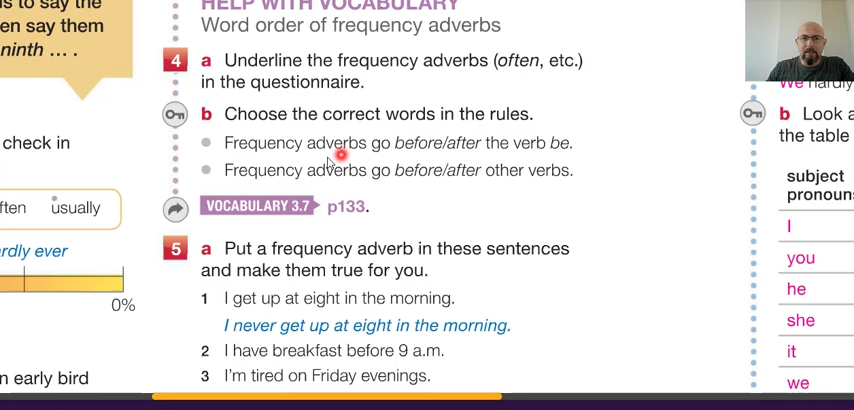 s to say the
en say them
ninth … .
check in
ften usually
rdly ever
0%
n early bird
HELP WITH VOCABULARY
Word order of frequency adverbs
4 a Underline the frequency adverbs (often, etc.)
in the questionnaire.
b Choose the correct words in the rules.
Frequency adverbs go before/after the verb be.
Frequency adverbs go before/after other verbs.
VOCABULARY 3.7 p133.
5 a Put a frequency adverb in these sentences
and make them true for you.
1 I get up at eight in the morning.
I never get up at eight in the morning.
2 I have breakfast before 9 a.m.
3 I'm tired on Friday evenings.
We hardly
b Look a
the table
subject
pronoun
I
you
he
she
it
we